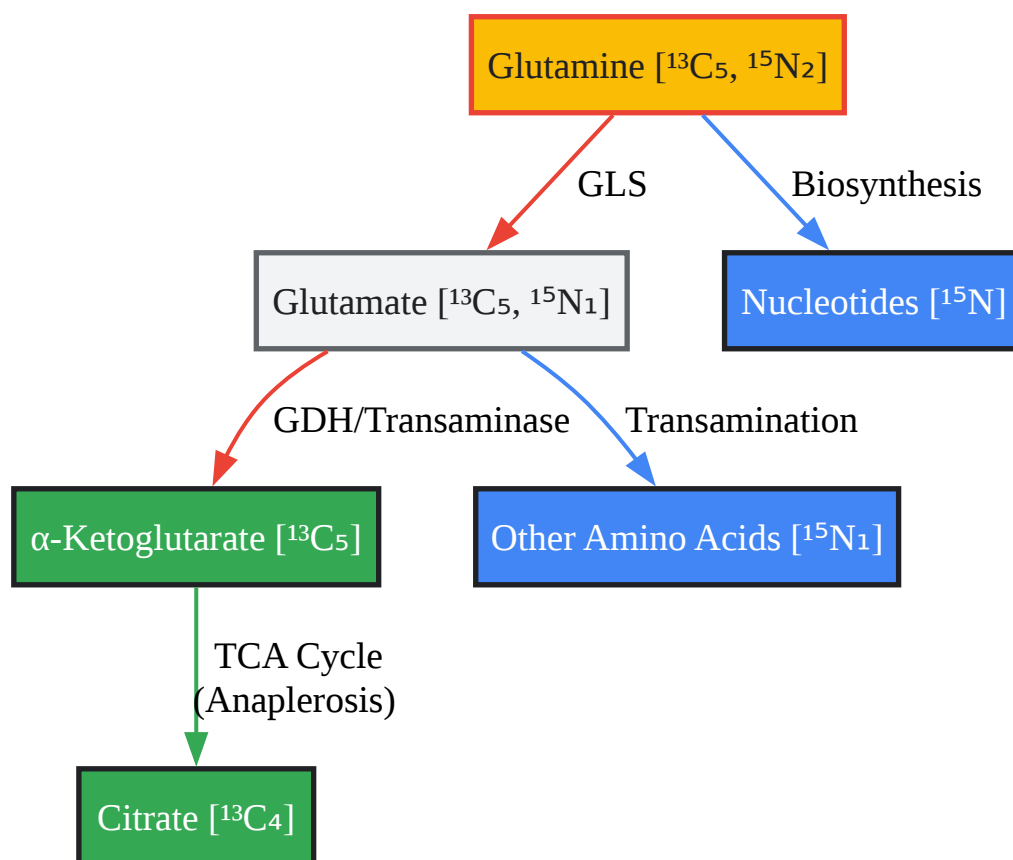 Glutamine [¹³C₅, ¹⁵N₂]
GLS
Biosynthesis
Glutamate [¹³C₅, ¹⁵N₁]
Nucleotides [¹⁵N]
GDH/Transaminase
Transamination
α-Ketoglutarate [¹³C₅]
Other Amino Acids [¹⁵N₁]
TCA Cycle
(Anaplerosis)
Citrate [¹³C₄]